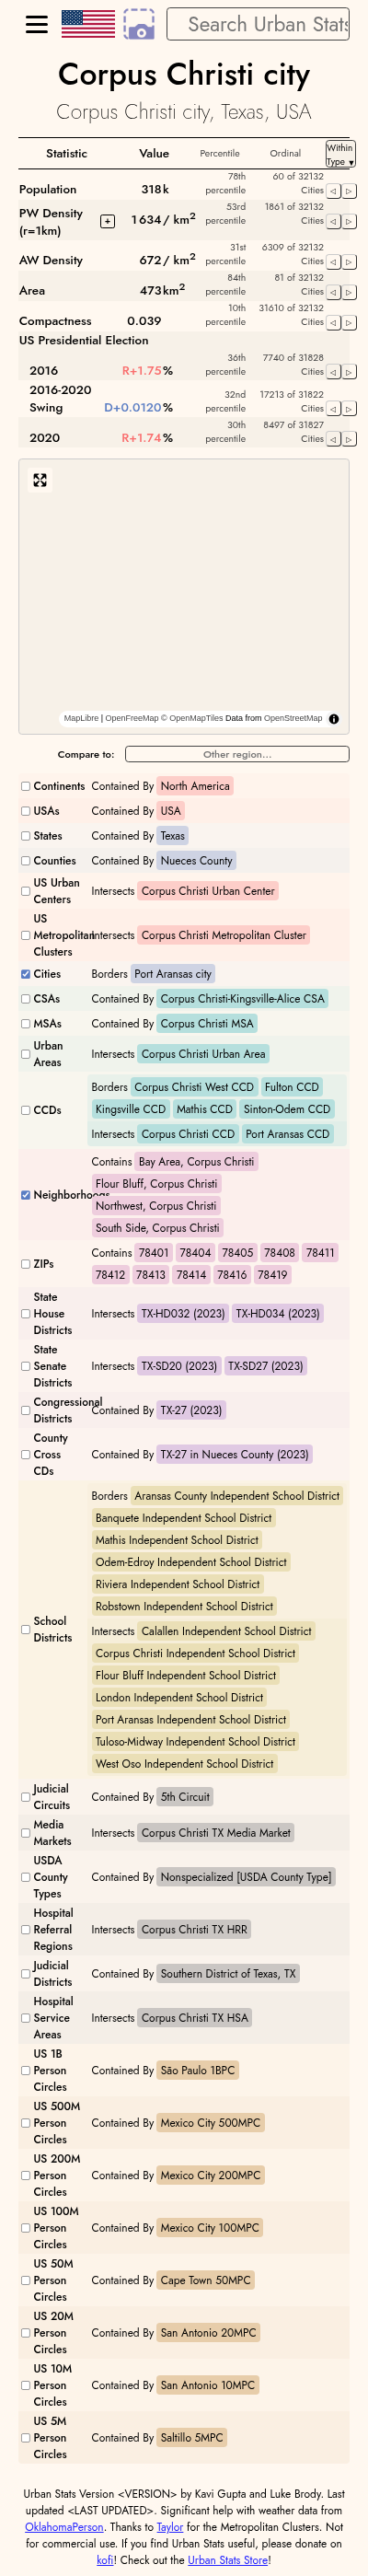 Search Urban Stats
Corpus Christi city
Corpus Christi city, Texas, USA
Statistic Value Percentile Ordinal Within Type ▼
Population 318k 78th percentile 60 of 32132 Cities ◁ ▷
PW Density (r=1km) + 1 634 / km2 53rd percentile 1861 of 32132 Cities ◁ ▷
AW Density 672 / km2 31st percentile 6309 of 32132 Cities ◁ ▷
Area 473 km2 84th percentile 81 of 32132 Cities ◁ ▷
Compactness 0.039 10th percentile 31610 of 32132 Cities ◁ ▷
US Presidential Election
2016 R+1.75% 36th percentile 7740 of 31828 Cities ◁ ▷
2016-2020 Swing D+0.0120% 32nd percentile 17213 of 31822 Cities ◁ ▷
2020 R+1.74% 30th percentile 8497 of 31827 Cities ◁ ▷
MapLibre | OpenFreeMap © OpenMapTiles Data from OpenStreetMap
Compare to: Other region...
Continents Contained By North America
USAs Contained By USA
States Contained By Texas
Counties Contained By Nueces County
US Urban Centers Intersects Corpus Christi Urban Center
US Metropolitan Clusters Intersects Corpus Christi Metropolitan Cluster
Cities Borders Port Aransas city
CSAs Contained By Corpus Christi-Kingsville-Alice CSA
MSAs Contained By Corpus Christi MSA
Urban Areas Intersects Corpus Christi Urban Area
CCDs Borders Corpus Christi West CCD Fulton CCD
Kingsville CCD Mathis CCD Sinton-Odem CCD
Intersects Corpus Christi CCD Port Aransas CCD
Neighborhoods Contains Bay Area, Corpus Christi
Flour Bluff, Corpus Christi
Northwest, Corpus Christi
South Side, Corpus Christi
ZIPs Contains 78401 78404 78405 78408 78411
78412 78413 78414 78416 78419
State House Districts Intersects TX-HD032 (2023) TX-HD034 (2023)
State Senate Districts Intersects TX-SD20 (2023) TX-SD27 (2023)
Congressional Districts Contained By TX-27 (2023)
County Cross CDs Contained By TX-27 in Nueces County (2023)
School Districts Borders Aransas County Independent School District
Banquete Independent School District
Mathis Independent School District
Odem-Edroy Independent School District
Riviera Independent School District
Robstown Independent School District
Intersects Calallen Independent School District
Corpus Christi Independent School District
Flour Bluff Independent School District
London Independent School District
Port Aransas Independent School District
Tuloso-Midway Independent School District
West Oso Independent School District
Judicial Circuits Contained By 5th Circuit
Media Markets Intersects Corpus Christi TX Media Market
USDA County Types Contained By Nonspecialized [USDA County Type]
Hospital Referral Regions Intersects Corpus Christi TX HRR
Judicial Districts Contained By Southern District of Texas, TX
Hospital Service Areas Intersects Corpus Christi TX HSA
US 1B Person Circles Contained By São Paulo 1BPC
US 500M Person Circles Contained By Mexico City 500MPC
US 200M Person Circles Contained By Mexico City 200MPC
US 100M Person Circles Contained By Mexico City 100MPC
US 50M Person Circles Contained By Cape Town 50MPC
US 20M Person Circles Contained By San Antonio 20MPC
US 10M Person Circles Contained By San Antonio 10MPC
US 5M Person Circles Contained By Saltillo 5MPC
Urban Stats Version <VERSION> by Kavi Gupta and Luke Brody. Last
updated <LAST UPDATED>. Significant help with weather data from
OklahomaPerson. Thanks to Taylor for the Metropolitan Clusters. Not
for commercial use. If you find Urban Stats useful, please donate on
kofi! Check out the Urban Stats Store!